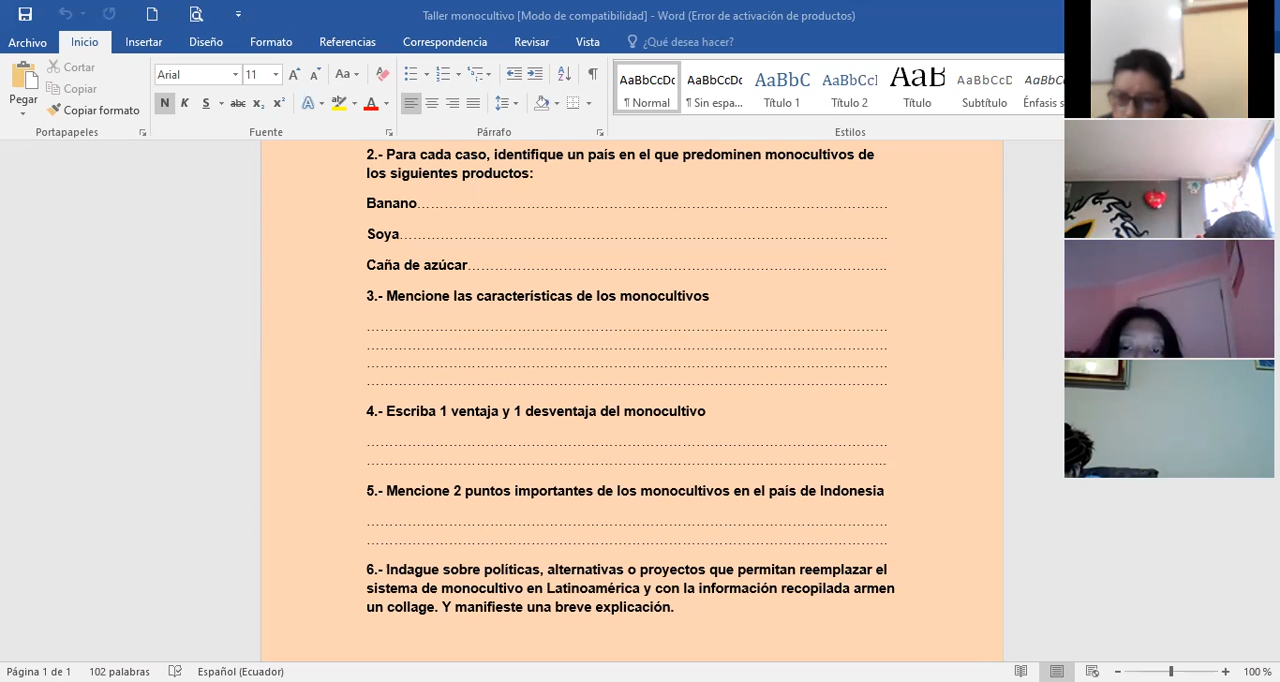 Taller monocultivo [Modo de compatibilidad] - Word (Error de activación de productos)
Archivo Inicio Insertar Diseño Formato Referencias Correspondencia Revisar Vista ¿Qué desea hacer?
Pegar
Cortar
Copiar
Copiar formato
Portapapeles
Arial 11
N K S abc x₂ x²
Fuente
Párrafo
AaBbCcDc ¶ Normal
AaBbCcDc ¶ Sin espa...
AaBbC Título 1
AaBbCcI Título 2
AaB Título
AaBbCcD Subtítulo
AaBbCc Énfasis s
Estilos
2.- Para cada caso, identifique un país en el que predominen monocultivos de
los siguientes productos:
Banano
Soya
Caña de azúcar
3.- Mencione las características de los monocultivos
4.- Escriba 1 ventaja y 1 desventaja del monocultivo
5.- Mencione 2 puntos importantes de los monocultivos en el país de Indonesia
6.- Indague sobre políticas, alternativas o proyectos que permitan reemplazar el
sistema de monocultivo en Latinoamérica y con la información recopilada armen
un collage. Y manifieste una breve explicación.
Página 1 de 1 102 palabras Español (Ecuador) 100 %